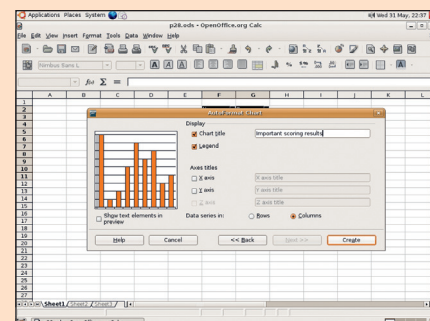 Applications Places System Wed 31 May, 22:37
p28.ods - OpenOffice.org Calc
File Edit View Insert Format Tools Data Window Help
Nimbus Sans L
A B C D E F G H I J K L
1
2
3
4
5
6
7
8
9
10
11
12
13
14
15
16
17
18
19
20
21
22
23
24
25
26
27
AutoFormat Chart
Display
Chart title Important scoring results
Legend
Axes titles
X axis X axis title
Y axis Y axis title
Z axis Z axis title
Show text elements in preview
Data series in: Rows Columns
Help Cancel << Back Next >> Create
Sheet1 Sheet2 Sheet3